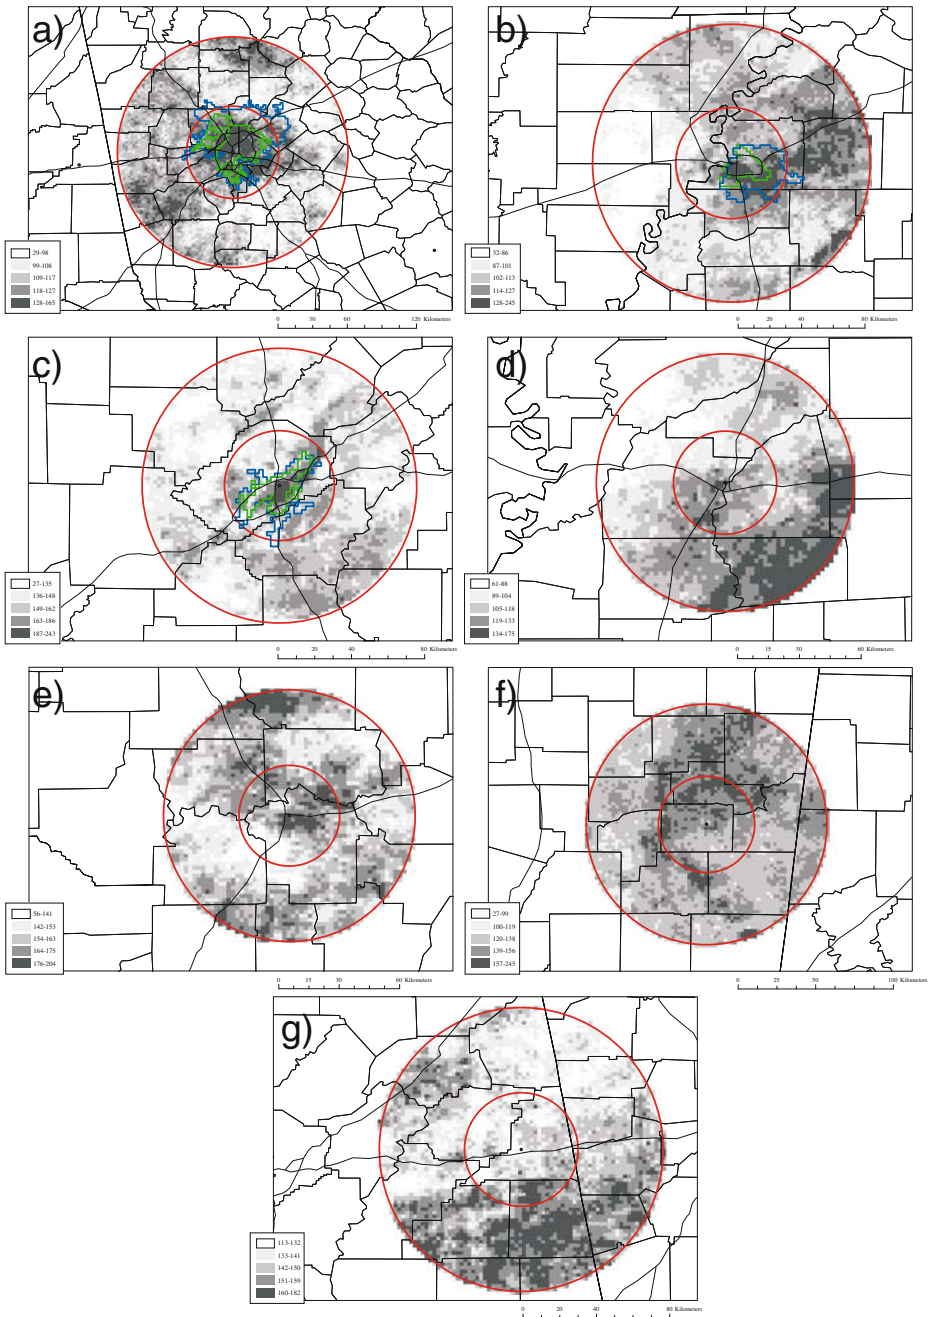 a)
29-98
99-108
109-117
118-127
128-165
0 30 60 120 Kilometers
b)
32-86
87-101
102-113
114-127
128-245
0 20 40 80 Kilometers
c)
27-135
136-148
149-162
163-186
187-243
0 20 40 80 Kilometers
d)
61-88
89-104
105-118
119-133
134-175
0 15 30 60 Kilometers
e)
56-141
142-153
154-163
164-175
176-204
0 15 30 60 Kilometers
f)
27-99
100-119
120-138
139-156
157-245
0 25 50 100 Kilometers
g)
113-132
133-141
142-150
151-159
160-182
0 20 40 80 Kilometers